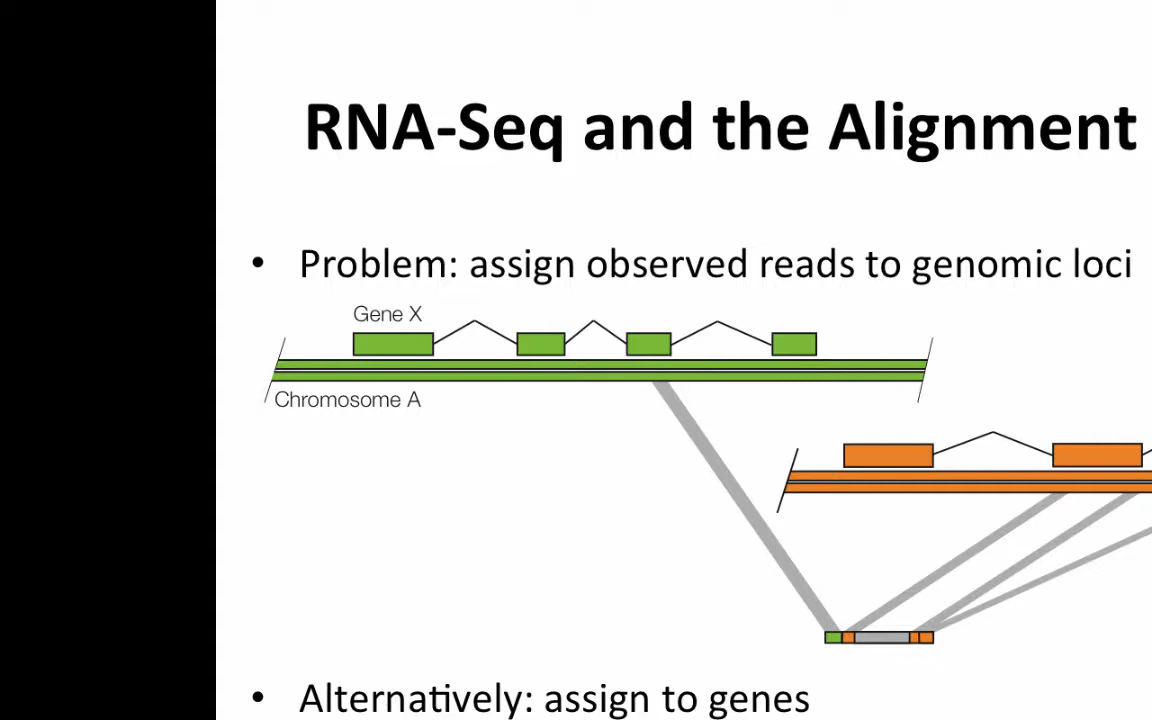 RNA-Seq and the Alignment
• Problem: assign observed reads to genomic loci
Gene X
Chromosome A
• Alternatively: assign to genes